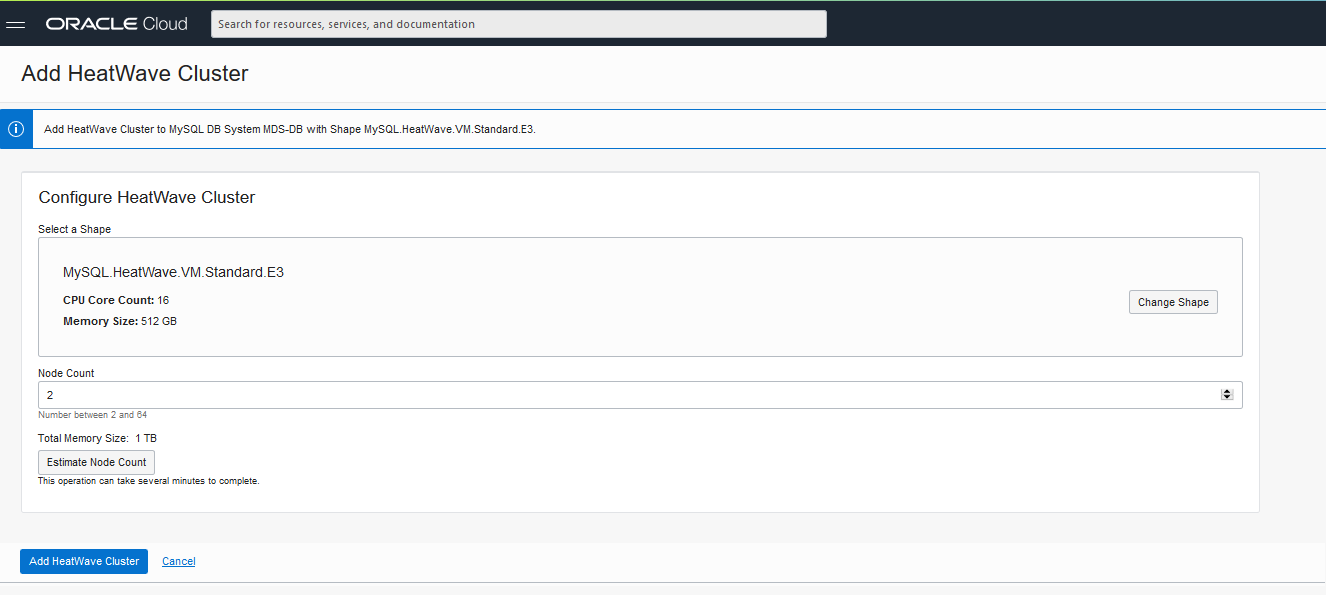 ORACLE Cloud
Search for resources, services, and documentation
Add HeatWave Cluster
Add HeatWave Cluster to MySQL DB System MDS-DB with Shape MySQL.HeatWave.VM.Standard.E3.
Configure HeatWave Cluster
Select a Shape
MySQL.HeatWave.VM.Standard.E3
CPU Core Count: 16
Memory Size: 512 GB
Change Shape
Node Count
2
Number between 2 and 64
Total Memory Size: 1 TB
Estimate Node Count
This operation can take several minutes to complete.
Add HeatWave Cluster Cancel